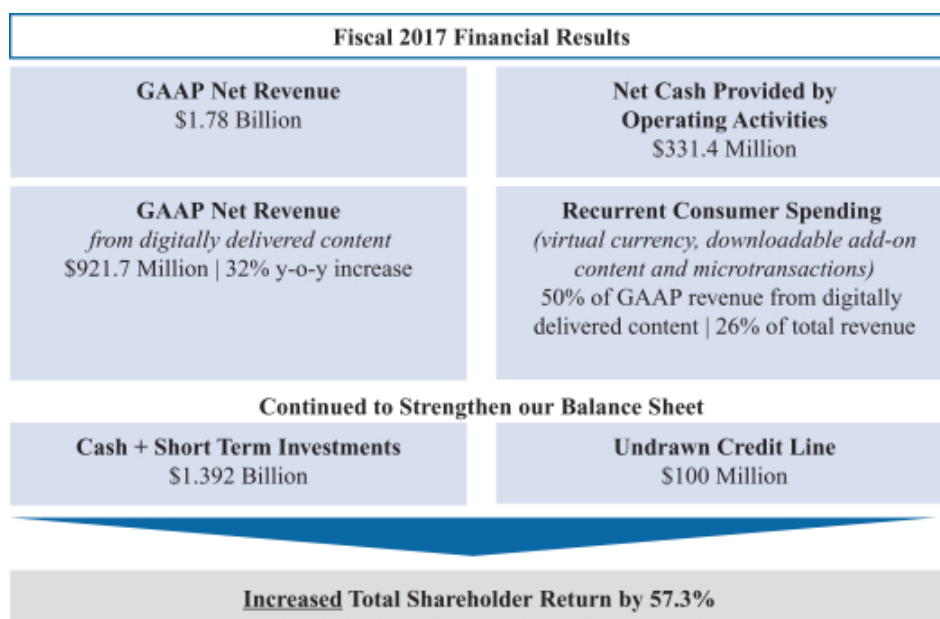 Fiscal 2017 Financial Results
GAAP Net Revenue
$1.78 Billion
Net Cash Provided by
Operating Activities
$331.4 Million
GAAP Net Revenue
from digitally delivered content
$921.7 Million | 32% y-o-y increase
Recurrent Consumer Spending
(virtual currency, downloadable add-on
content and microtransactions)
50% of GAAP revenue from digitally
delivered content | 26% of total revenue
Continued to Strengthen our Balance Sheet
Cash + Short Term Investments
$1.392 Billion
Undrawn Credit Line
$100 Million
Increased Total Shareholder Return by 57.3%